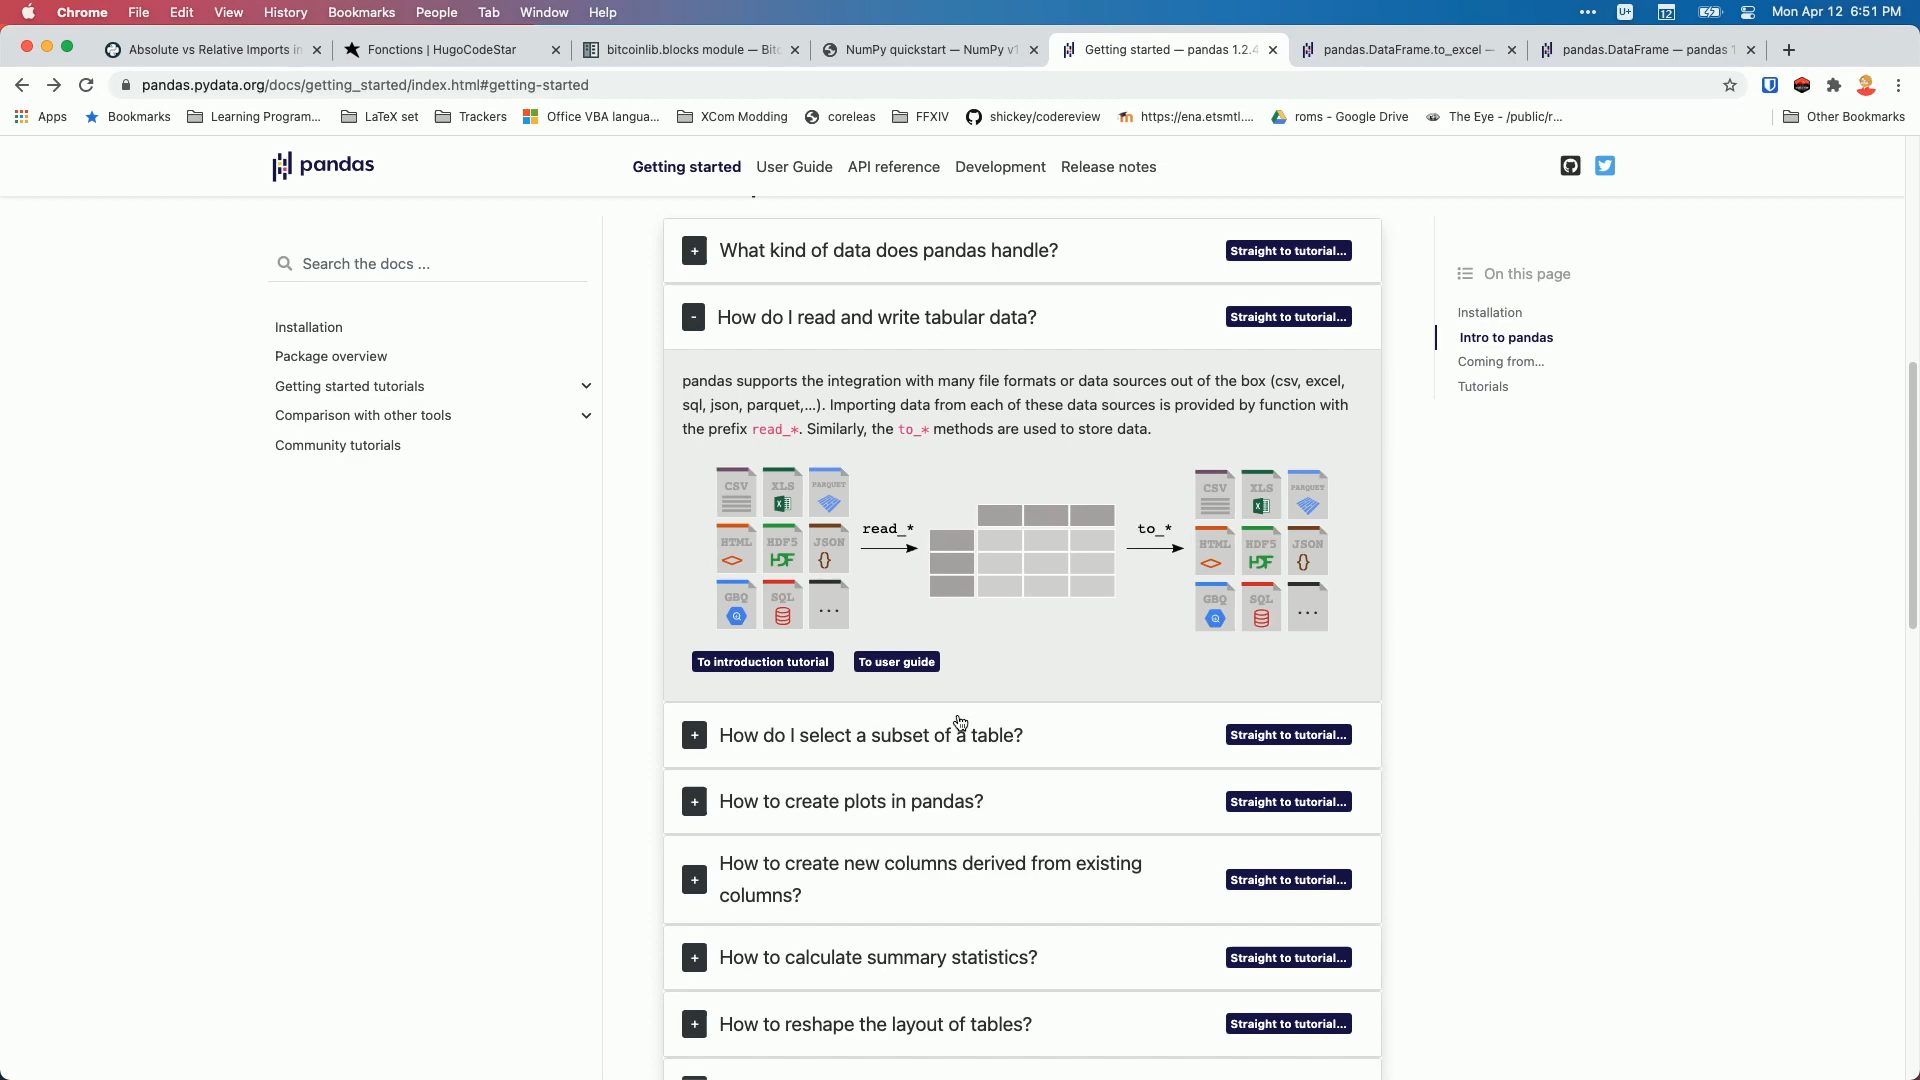 Chrome File Edit View History Bookmarks People Tab Window Help
U+ 12 Mon Apr 12 6:51 PM
Absolute vs Relative Imports in
Fonctions | HugoCodeStar
bitcoinlib.blocks module — Bitc
NumPy quickstart — NumPy v1
Getting started — pandas 1.2.4
pandas.DataFrame.to_excel —
pandas.DataFrame — pandas 1
pandas.pydata.org/docs/getting_started/index.html#getting-started
Apps Bookmarks Learning Program... LaTeX set Trackers Office VBA langua... XCom Modding coreleas FFXIV shickey/codereview https://ena.etsmtl.... roms - Google Drive The Eye - /public/r... Other Bookmarks
pandas
Getting started User Guide API reference Development Release notes
Search the docs ...
Installation
Package overview
Getting started tutorials
Comparison with other tools
Community tutorials
+ What kind of data does pandas handle? Straight to tutorial...
- How do I read and write tabular data? Straight to tutorial...
pandas supports the integration with many file formats or data sources out of the box (csv, excel,
sql, json, parquet,...). Importing data from each of these data sources is provided by function with
the prefix read_*. Similarly, the to_* methods are used to store data.
CSV XLS PARQUET
HTML HDF5 JSON
HDF {}
GBQ SQL ...
read_*
to_*
CSV XLS PARQUET
HTML HDF5 JSON
HDF {}
GBQ SQL ...
To introduction tutorial To user guide
+ How do I select a subset of a table? Straight to tutorial...
+ How to create plots in pandas? Straight to tutorial...
+ How to create new columns derived from existing
columns? Straight to tutorial...
+ How to calculate summary statistics? Straight to tutorial...
+ How to reshape the layout of tables? Straight to tutorial...
On this page
Installation
Intro to pandas
Coming from...
Tutorials